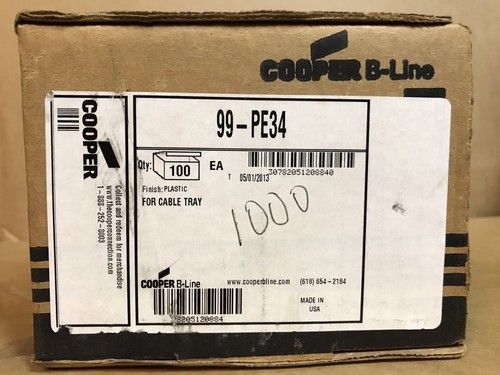 COOPER B-Line
COOPER
Collect and redeem for merchandise
www.thecooperconnection.com
1-888-252-0003
99-PE34
Qty: 100 EA
T 05/01/2013
30782051208840
Finish: PLASTIC
FOR CABLE TRAY
1000
COOPER B-Line
www.cooperbline.com
(618) 654-2184
8205120884
MADE IN
USA